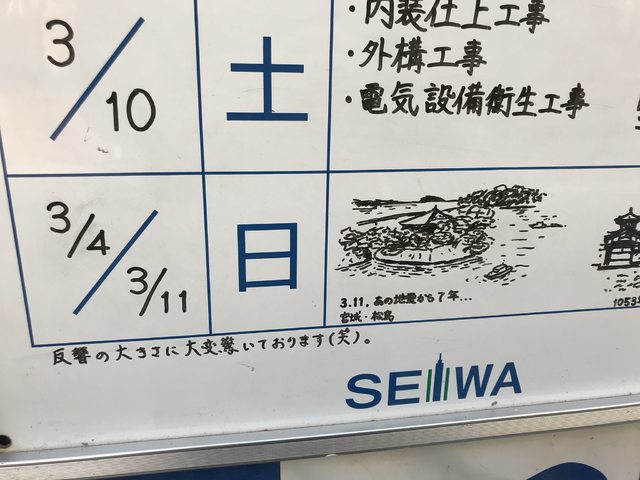 3/10
土
・内装仕上工事
・外構工事
・電気設備衛生工事
3/4/3/11
日
3.11. あの地震から7年...
宮城・松島
1053
反響の大きさに大変驚いております(笑)。
SEIIWA